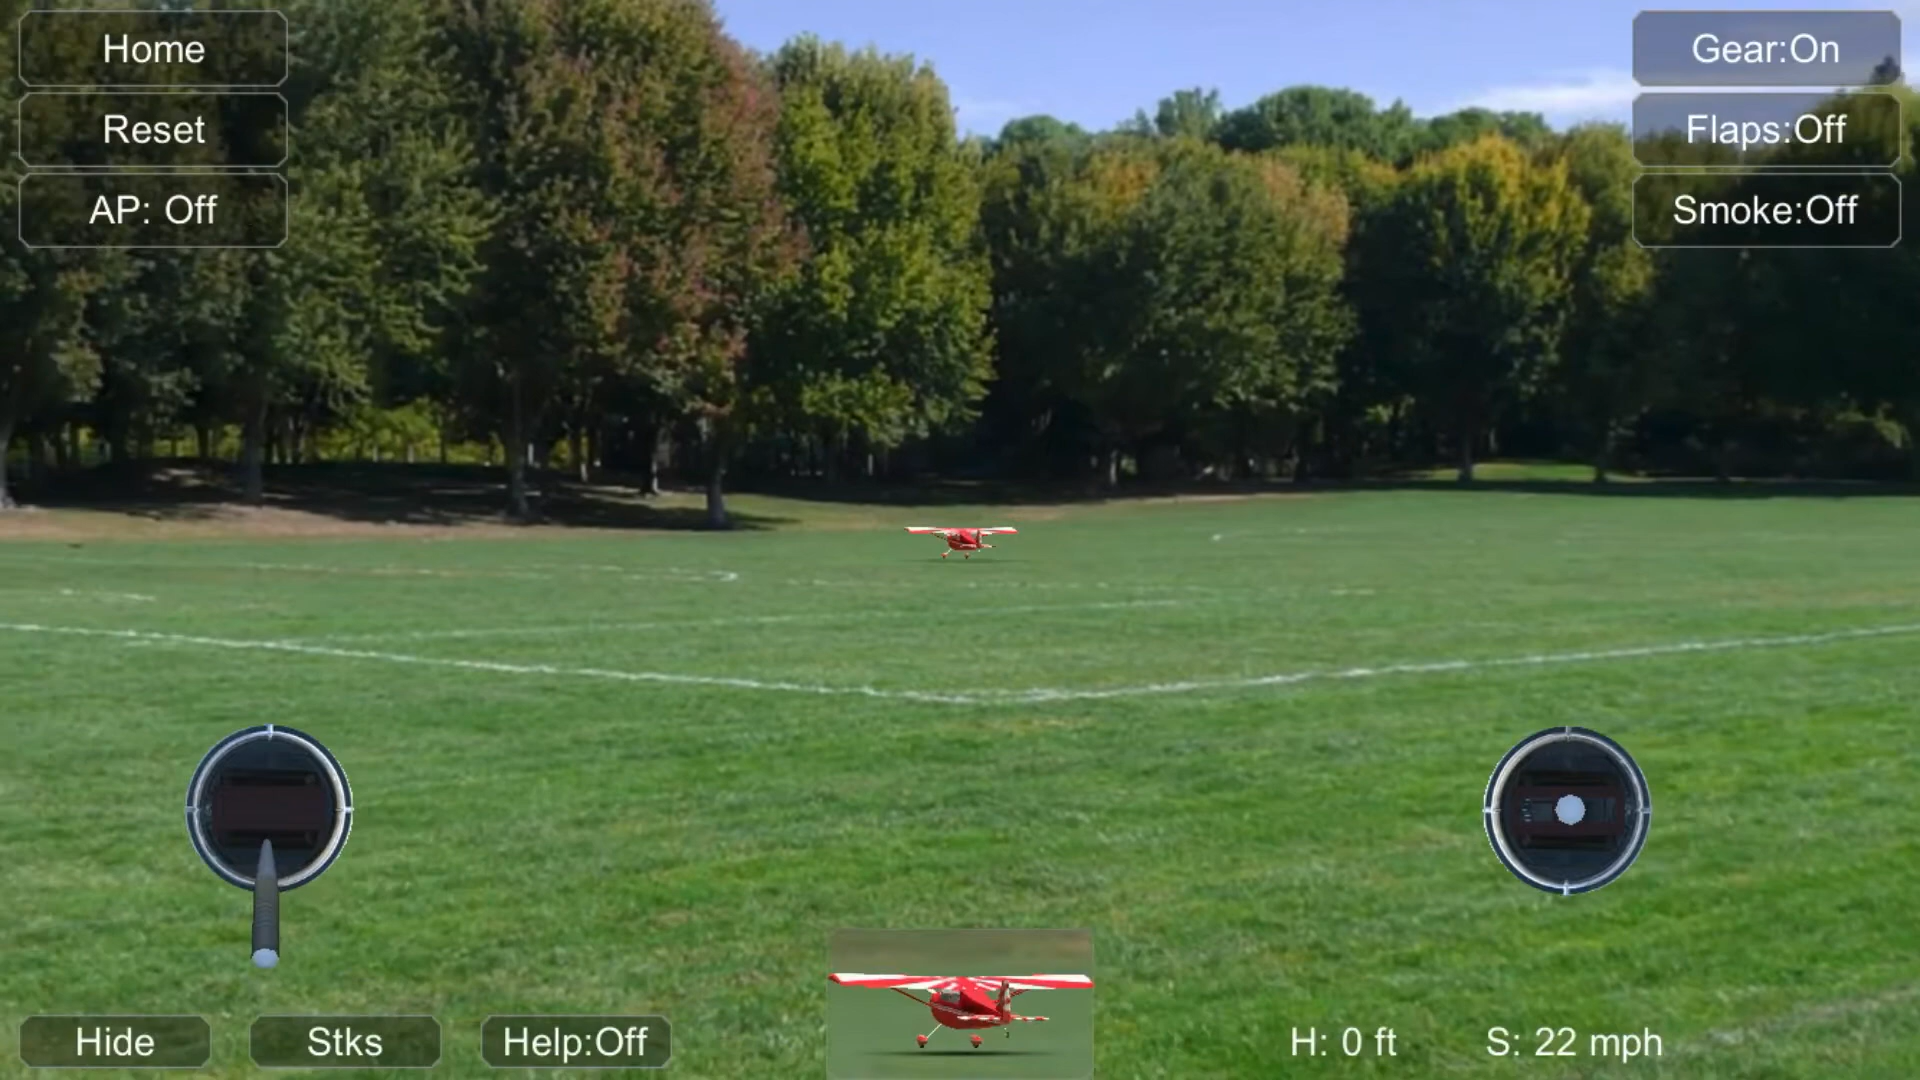 Home
Reset
AP: Off
Gear:On
Flaps:Off
Smoke:Off
Hide
Stks
Help:Off
H: 0 ft
S: 22 mph